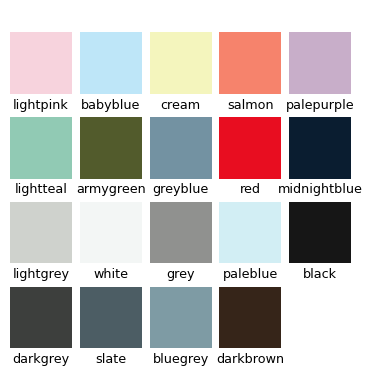 lightpink babyblue cream salmon palepurple
lightteal armygreen greyblue red midnightblue
lightgrey white grey paleblue black
darkgrey slate bluegrey darkbrown